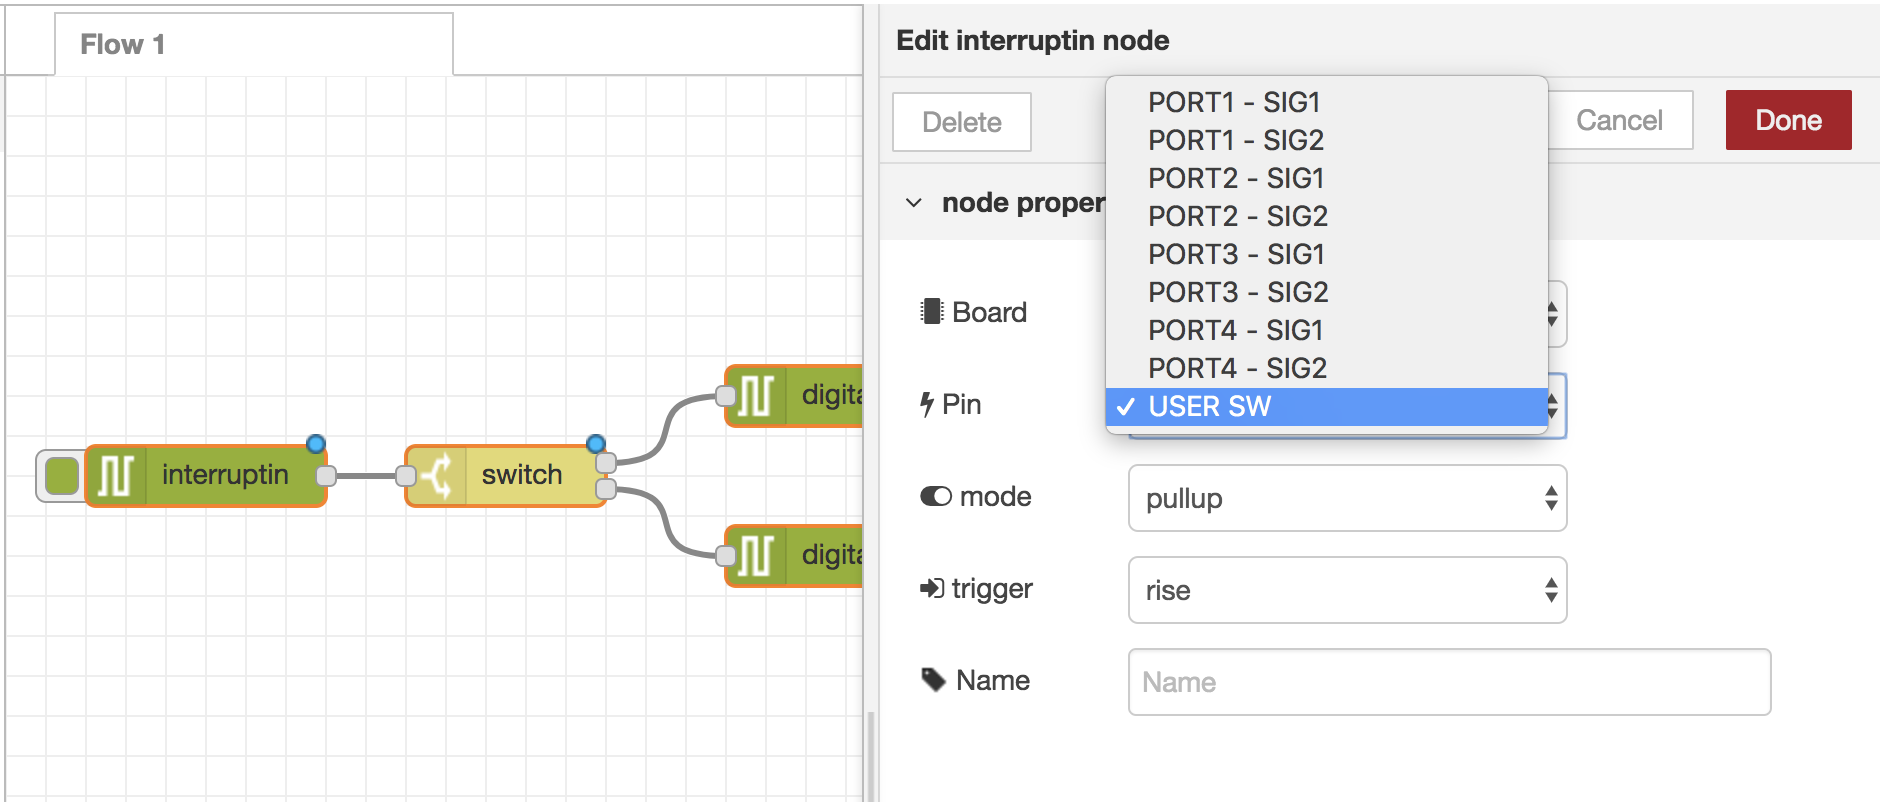 Flow 1
interruptin
switch
digita
digita
Edit interruptin node
Delete
Cancel
Done
node proper
Board
PORT1 - SIG1
PORT1 - SIG2
PORT2 - SIG1
PORT2 - SIG2
PORT3 - SIG1
PORT3 - SIG2
PORT4 - SIG1
PORT4 - SIG2
USER SW
Pin
mode
pullup
trigger
rise
Name
Name